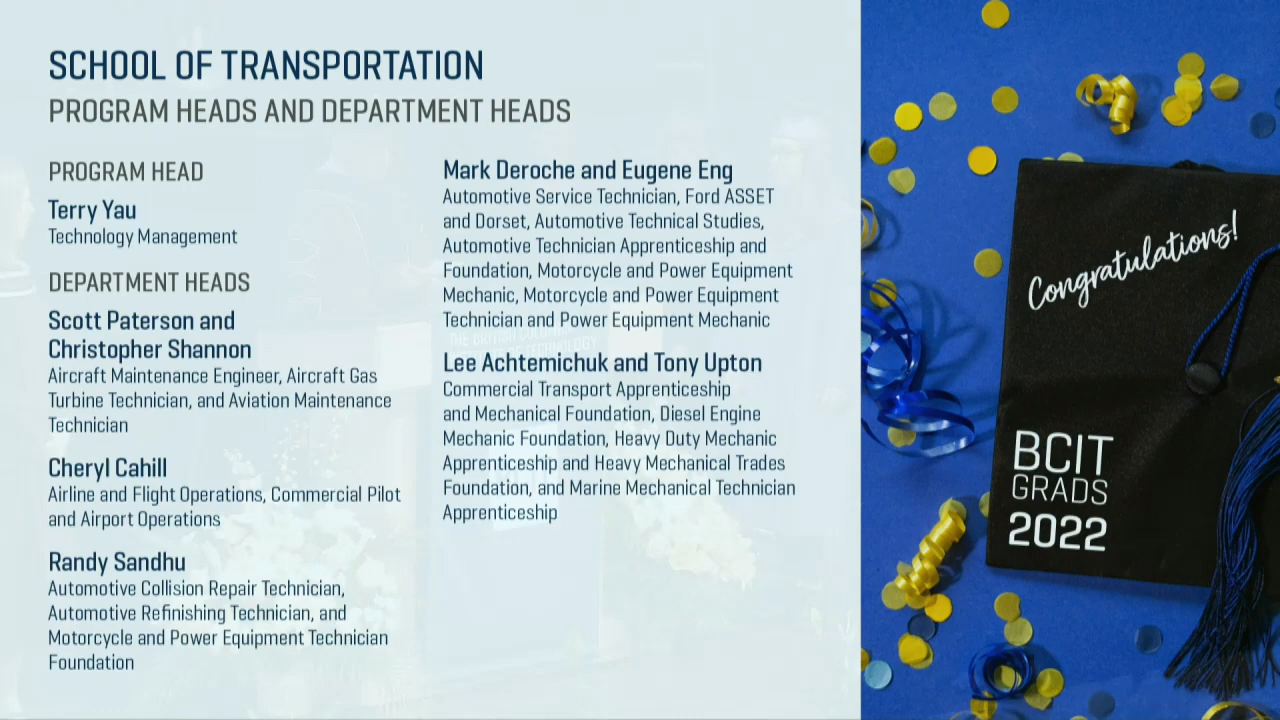 SCHOOL OF TRANSPORTATION
PROGRAM HEADS AND DEPARTMENT HEADS
PROGRAM HEAD
Terry Yau
Technology Management
DEPARTMENT HEADS
Scott Paterson and
Christopher Shannon
Aircraft Maintenance Engineer, Aircraft Gas
Turbine Technician, and Aviation Maintenance
Technician
Cheryl Cahill
Airline and Flight Operations, Commercial Pilot
and Airport Operations
Randy Sandhu
Automotive Collision Repair Technician,
Automotive Refinishing Technician, and
Motorcycle and Power Equipment Technician
Foundation
Mark Deroche and Eugene Eng
Automotive Service Technician, Ford ASSET
and Dorset, Automotive Technical Studies,
Automotive Technician Apprenticeship and
Foundation, Motorcycle and Power Equipment
Mechanic, Motorcycle and Power Equipment
Technician and Power Equipment Mechanic
Lee Achtemichuk and Tony Upton
Commercial Transport Apprenticeship
and Mechanical Foundation, Diesel Engine
Mechanic Foundation, Heavy Duty Mechanic
Apprenticeship and Heavy Mechanical Trades
Foundation, and Marine Mechanical Technician
Apprenticeship
Congratulations!
BCIT
GRADS
2022